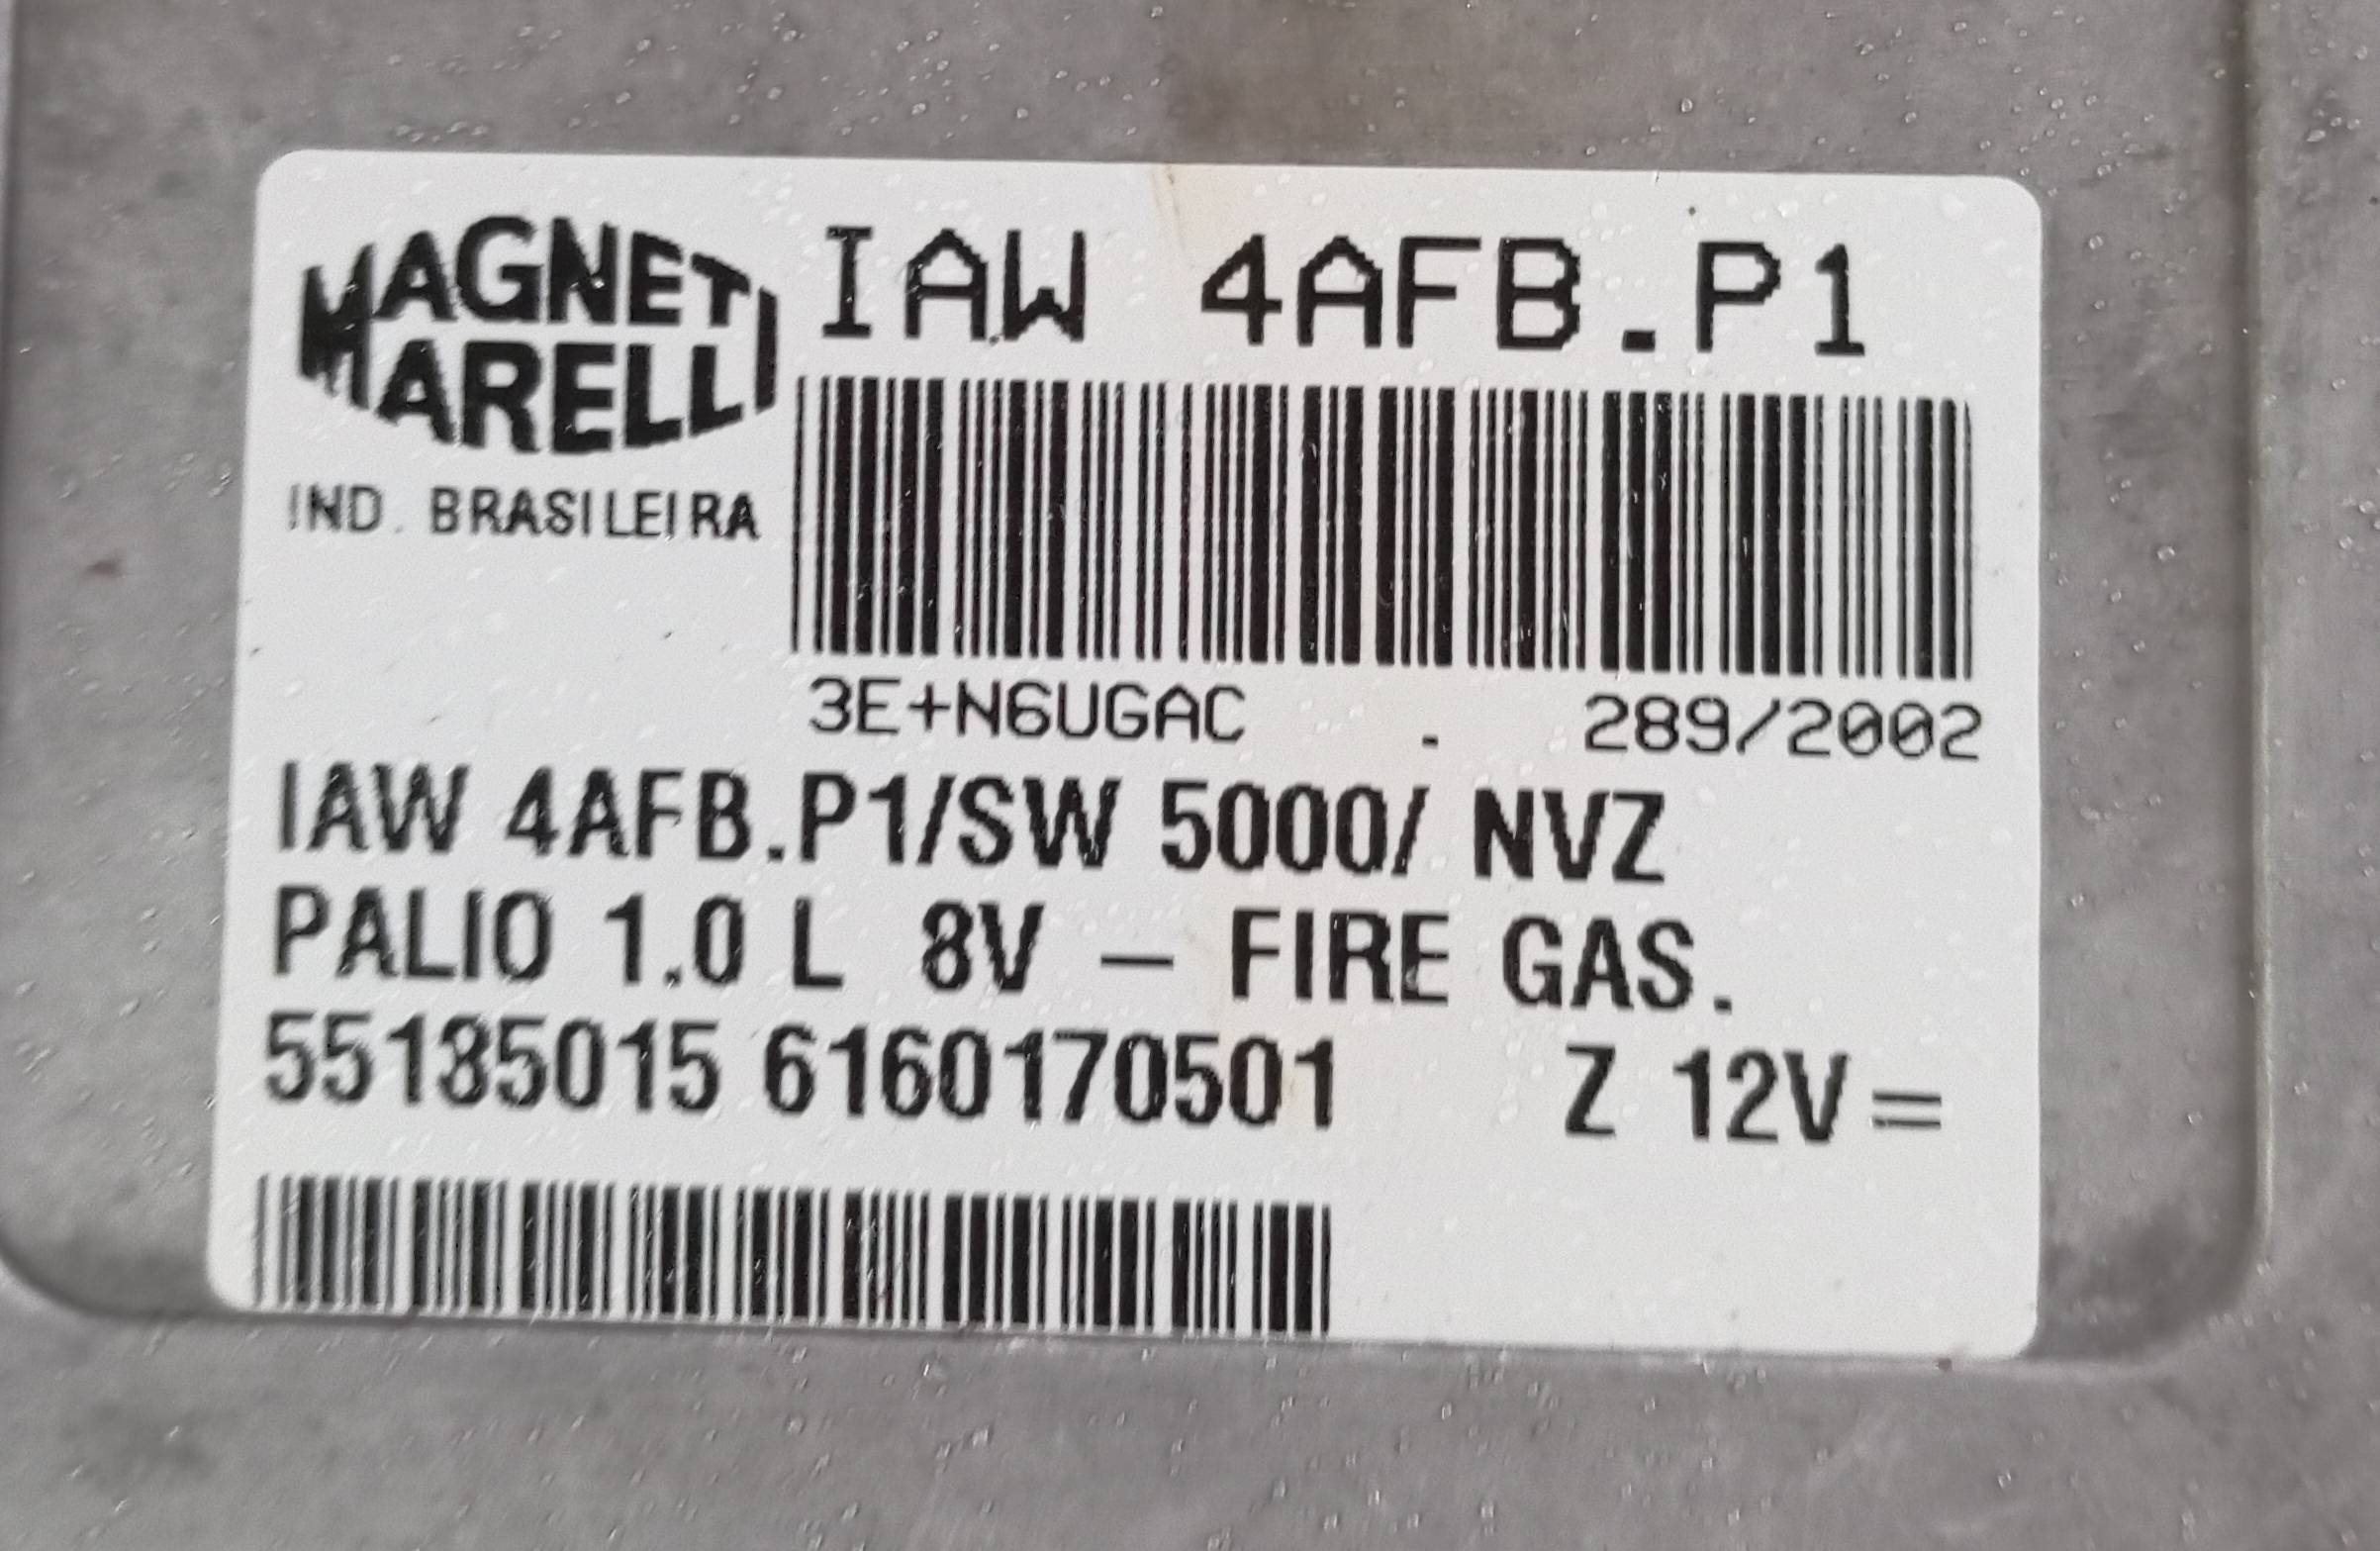 MAGNETI MARELLI
IAW 4AFB.P1
IND. BRASILEIRA
3E+N6UGAC . 289/2002
IAW 4AFB.P1/SW 5000/ NVZ
PALIO 1.0 L 8V – FIRE GAS.
55185015 6160170501 Z 12V=